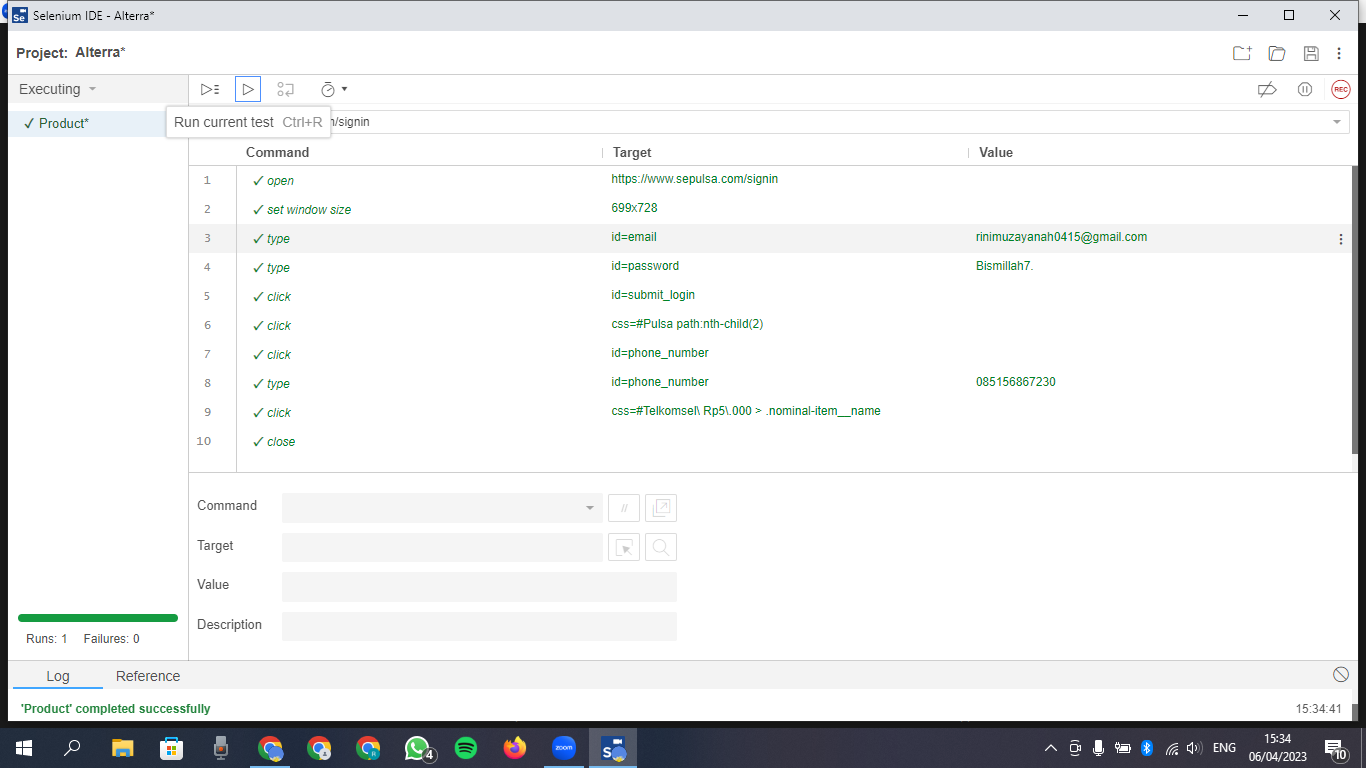 Selenium IDE - Alterra*
Project: Alterra*
Executing
✓ Product*
Run current test Ctrl+R
/signin
REC
Command Target Value
1 ✓ open https://www.sepulsa.com/signin
2 ✓ set window size 699x728
3 ✓ type id=email rinimuzayanah0415@gmail.com
4 ✓ type id=password Bismillah7.
5 ✓ click id=submit_login
6 ✓ click css=#Pulsa path:nth-child(2)
7 ✓ click id=phone_number
8 ✓ type id=phone_number 085156867230
9 ✓ click css=#Telkomsel\ Rp5\.000 > .nominal-item__name
10 ✓ close
Command //
Target
Value
Description
Runs: 1 Failures: 0
Log Reference
'Product' completed successfully 15:34:41
4 zoom Se ENG 15:34 10
06/04/2023